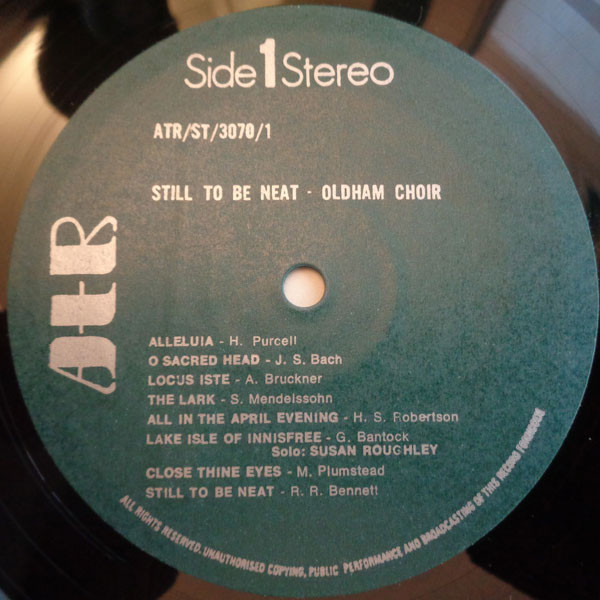 Side 1 Stereo
ATR/ST/3070/1
STILL TO BE NEAT - OLDHAM CHOIR
AtR
ALLELUIA - H. Purcell
O SACRED HEAD - J. S. Bach
LOCUS ISTE - A. Bruckner
THE LARK - S. Mendelssohn
ALL IN THE APRIL EVENING - H. S. Robertson
LAKE ISLE OF INNISFREE - G. Bantock
Solo: SUSAN ROUGHLEY
CLOSE THINE EYES - M. Plumstead
STILL TO BE NEAT - R. R. Bennett
ALL RIGHTS RESERVED. UNAUTHORISED COPYING, PUBLIC PERFORMANCE AND BROADCASTING OF THIS RECORD FORBIDDEN